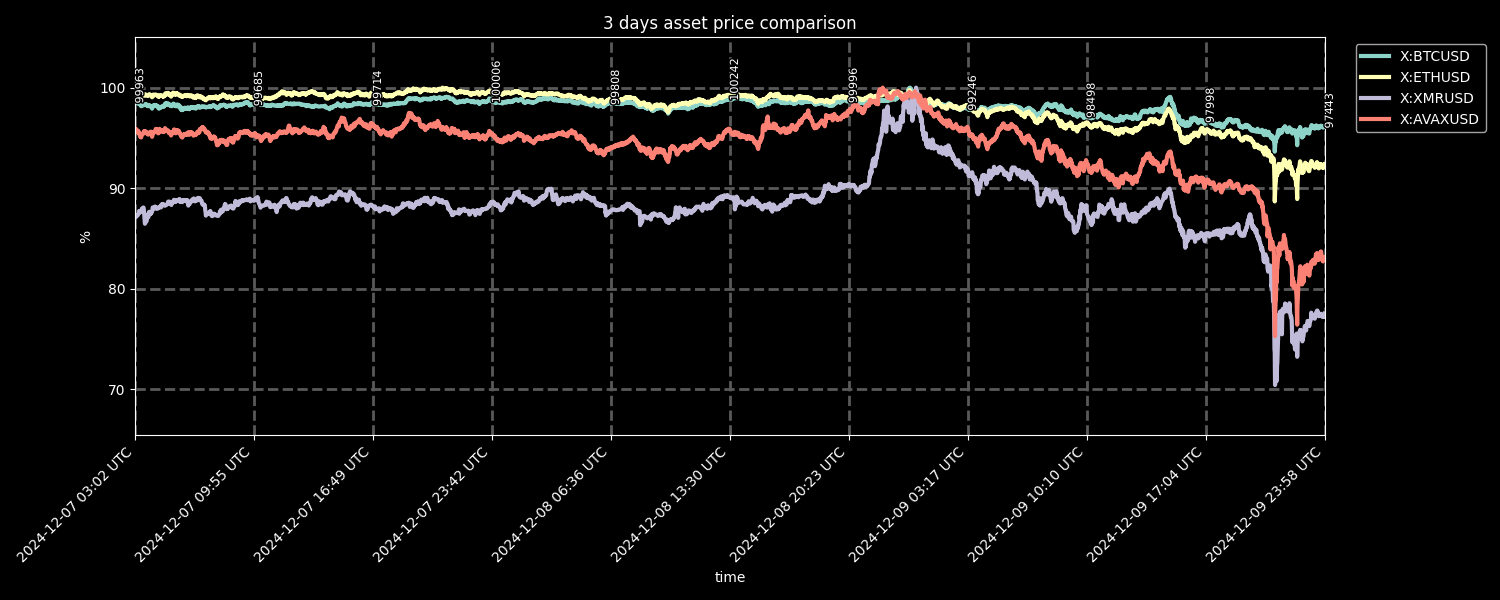 3 days asset price comparison
X:BTCUSD
X:ETHUSD
X:XMRUSD
X:AVAXUSD
100
90
80
70
%
99963
99685
99714
100006
99808
100242
99996
99246
98498
97998
97443
2024-12-07 03:02 UTC
2024-12-07 09:55 UTC
2024-12-07 16:49 UTC
2024-12-07 23:42 UTC
2024-12-08 06:36 UTC
2024-12-08 13:30 UTC
2024-12-08 20:23 UTC
2024-12-09 03:17 UTC
2024-12-09 10:10 UTC
2024-12-09 17:04 UTC
2024-12-09 23:58 UTC
time